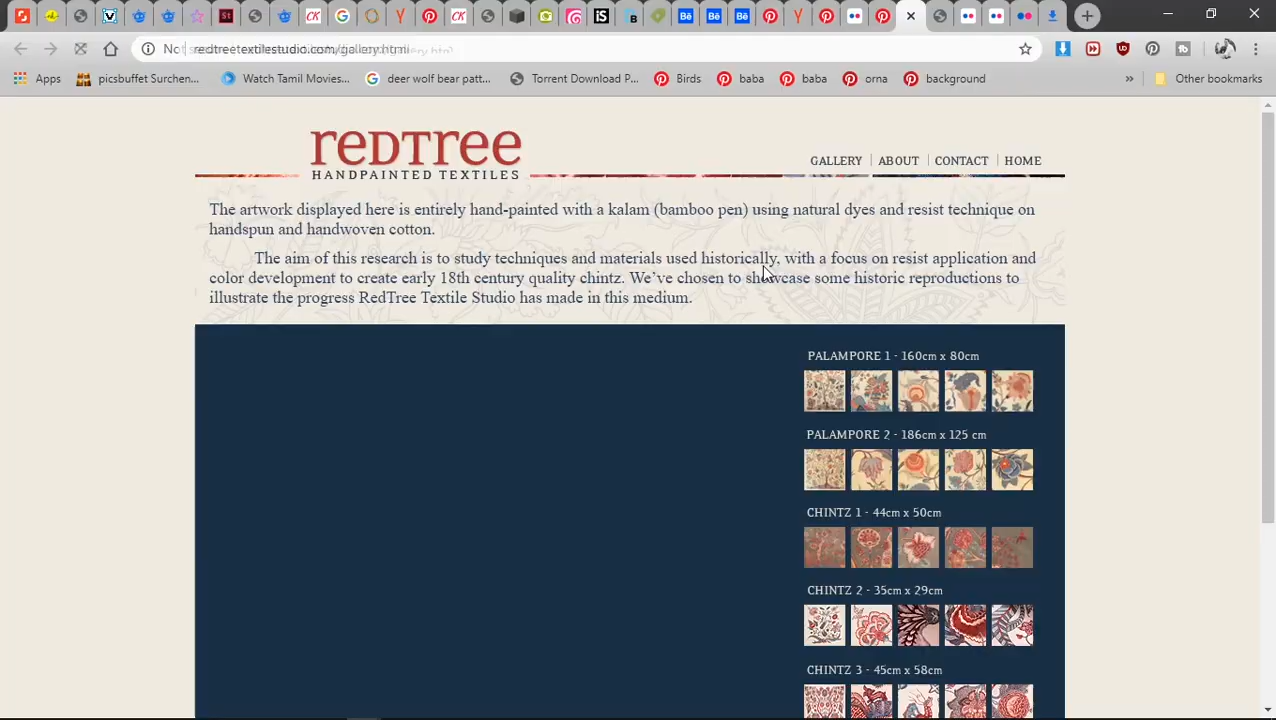 redtreetextilestudio.com/gallery.html
Apps
picsbuffet Surchen...
Watch Tamil Movies...
deer wolf bear patt...
Torrent Download P...
Birds
baba
baba
orna
background
»
Other bookmarks
redTree
HANDPAINTED TEXTILES
GALLERY | ABOUT | CONTACT | HOME
The artwork displayed here is entirely hand-painted with a kalam (bamboo pen) using natural dyes and resist technique on
handspun and handwoven cotton.
The aim of this research is to study techniques and materials used historically, with a focus on resist application and
color development to create early 18th century quality chintz. We've chosen to showcase some historic reproductions to
illustrate the progress RedTree Textile Studio has made in this medium.
PALAMPORE 1 - 160cm x 80cm
PALAMPORE 2 - 186cm x 125 cm
CHINTZ 1 - 44cm x 50cm
CHINTZ 2 - 35cm x 29cm
CHINTZ 3 - 45cm x 58cm